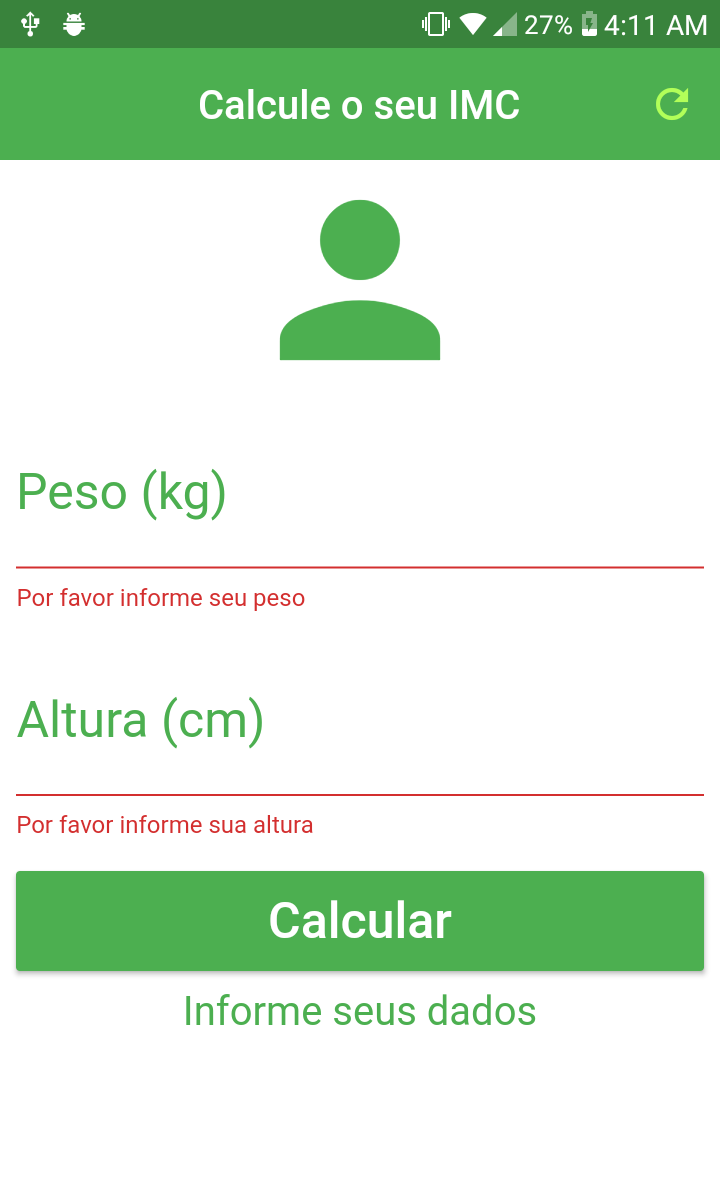 27% 4:11 AM
Calcule o seu IMC
Peso (kg)
Por favor informe seu peso
Altura (cm)
Por favor informe sua altura
Calcular
Informe seus dados